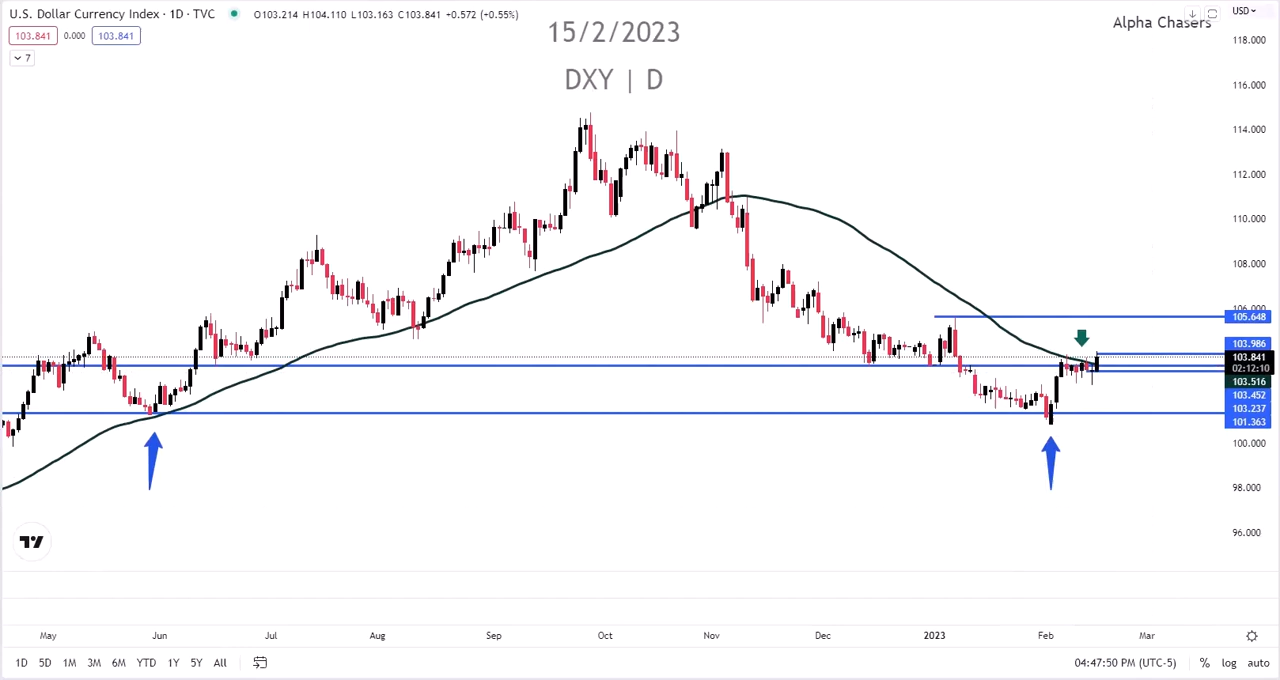 U.S. Dollar Currency Index · 1D · TVC O103.214 H104.110 L103.163 C103.841 +0.572 (+0.55%)
103.841 0.000 103.841
7
15/2/2023
DXY | D
Alpha Chasers
USD
118.000
116.000
114.000
112.000
110.000
108.000
106.000
105.648
103.986
103.841
02:12:10
103.516
103.452
103.237
101.363
100.000
98.000
96.000
May Jun Jul Aug Sep Oct Nov Dec 2023 Feb Mar
1D 5D 1M 3M 6M YTD 1Y 5Y All 04:47:50 PM (UTC-5) % log auto